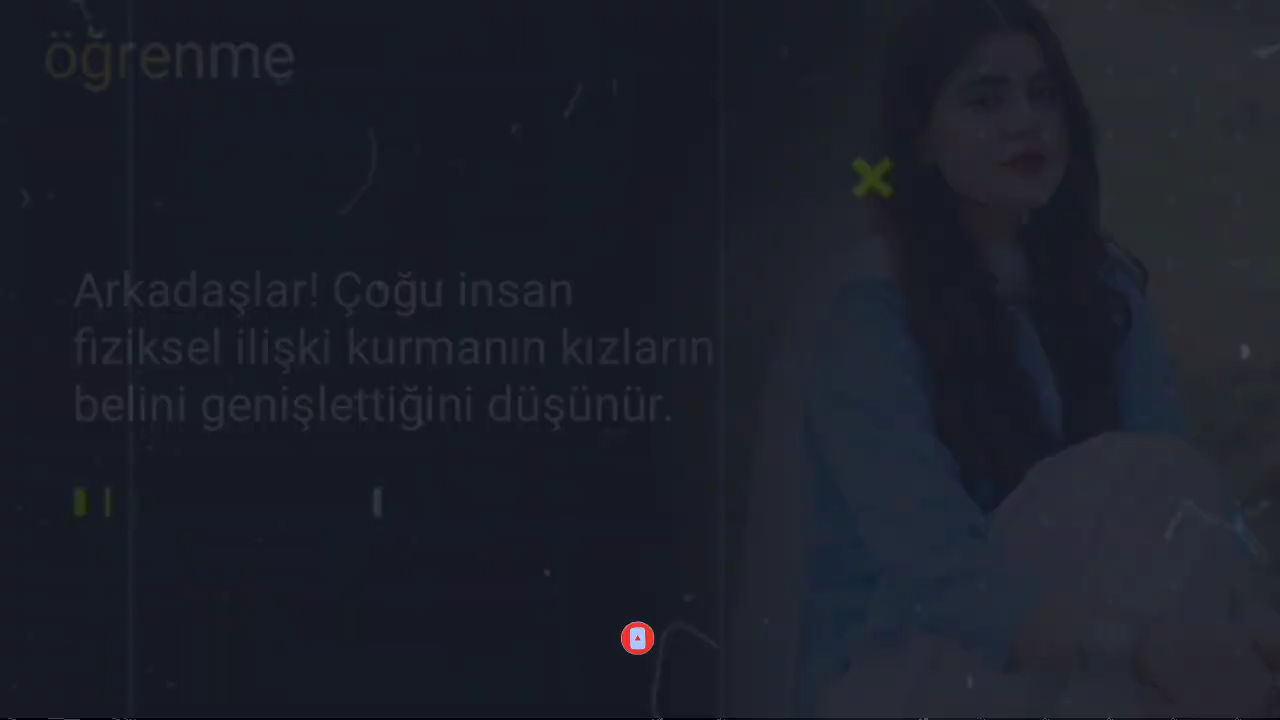 öğrenme
Arkadaşlar! Çoğu insan
fiziksel ilişki kurmanın kızların
belini genişlettiğini düşünür.